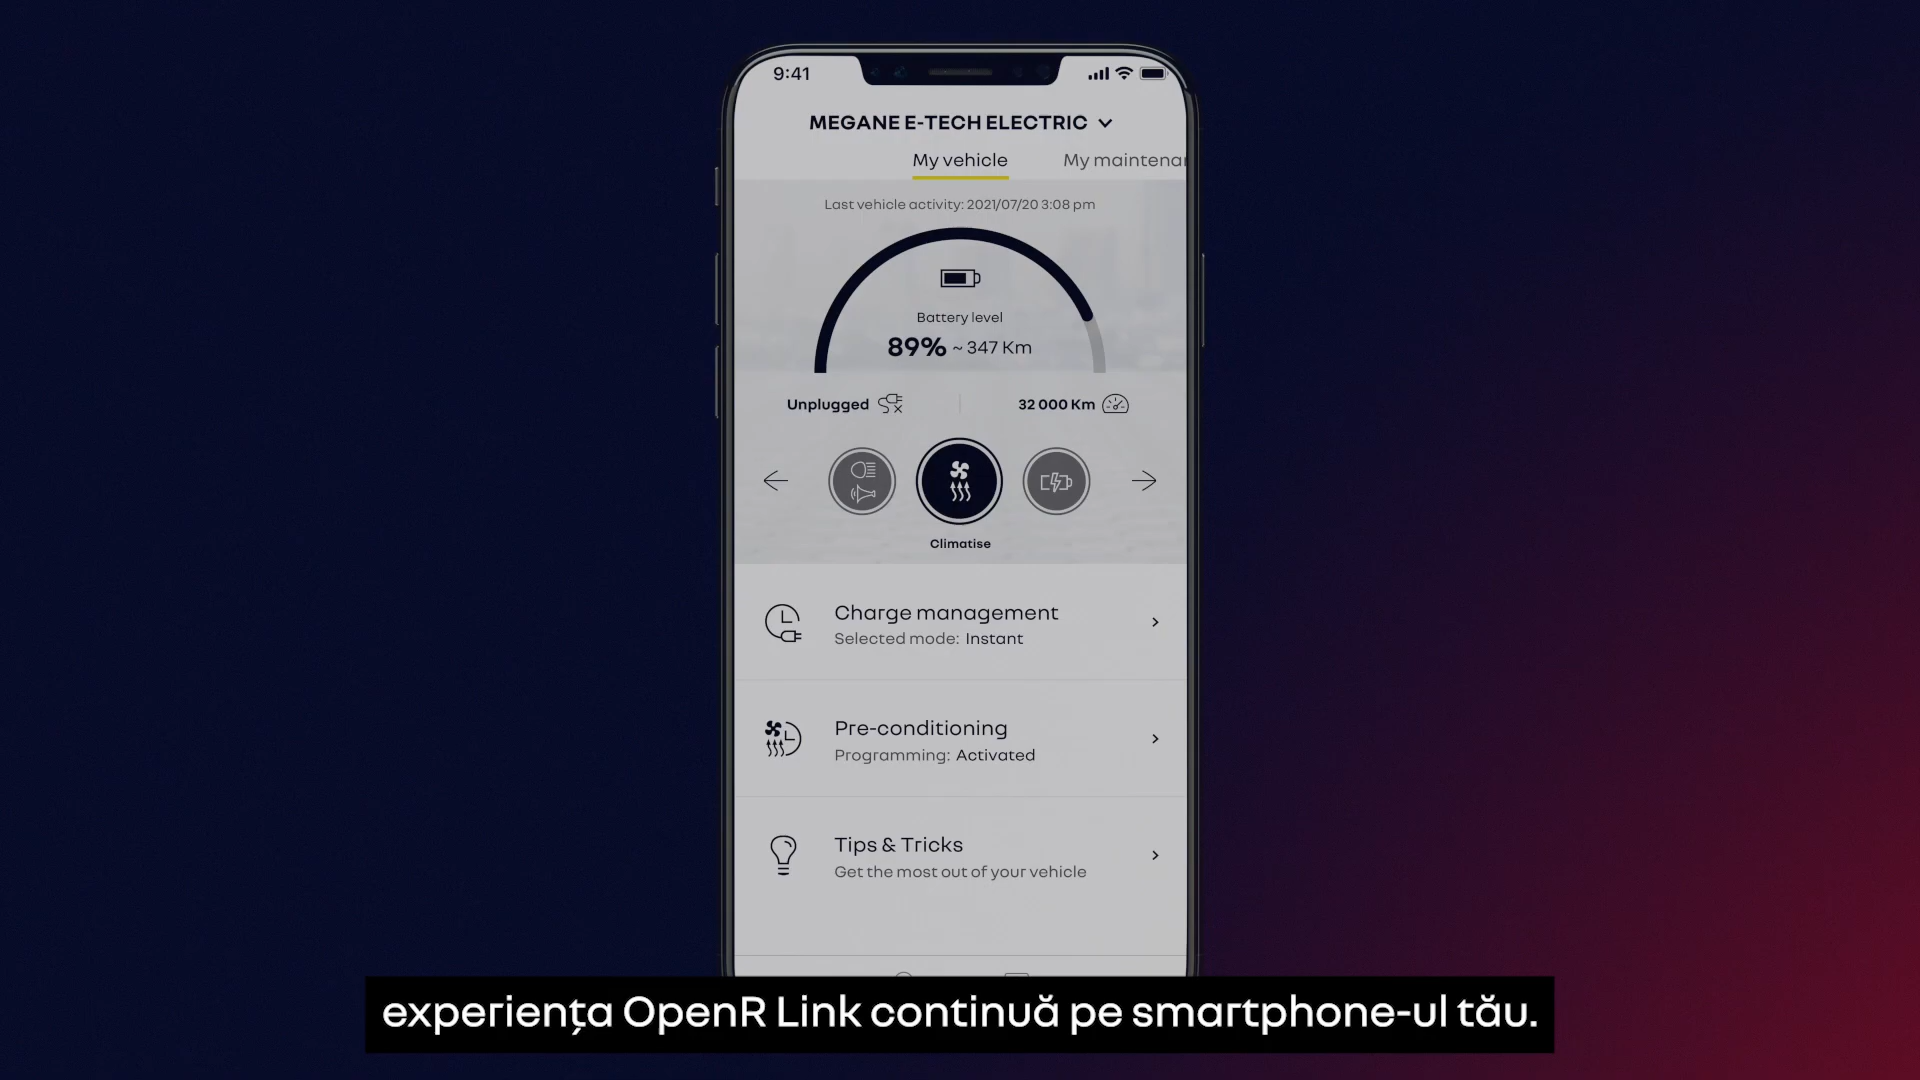 9:41
MEGANE E-TECH ELECTRIC
My vehicle
My maintenan
Last vehicle activity: 2021/07/20 3:08 pm
Battery level
89% ~ 347 Km
Unplugged
32 000 Km
Climatise
Charge management
Selected mode: Instant
Pre-conditioning
Programming: Activated
Tips & Tricks
Get the most out of your vehicle
experiența OpenR Link continuă pe smartphone-ul tău.